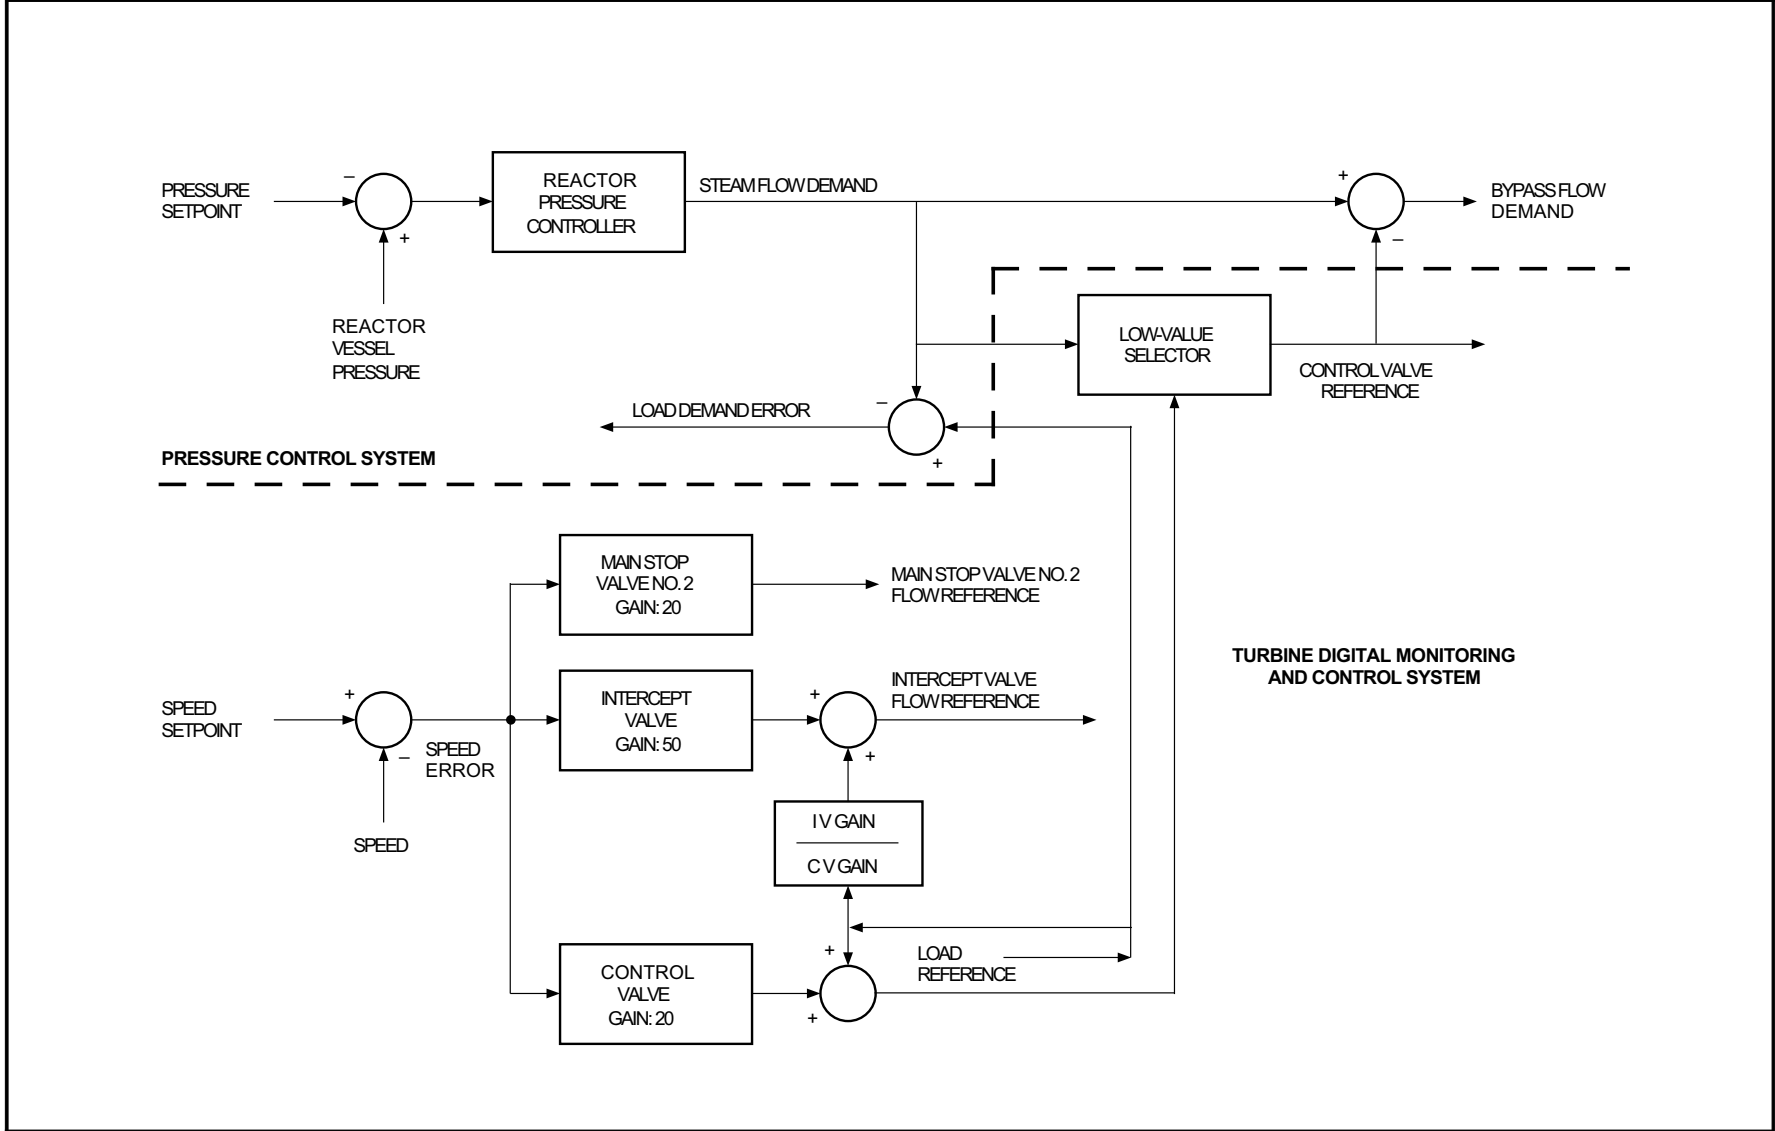 PRESSURE
SETPOINT
–
+
REACTOR
VESSEL
PRESSURE
REACTOR
PRESSURE
CONTROLLER
STEAM FLOW DEMAND
+
–
BYPASS FLOW
DEMAND
LOW-VALUE
SELECTOR
CONTROL VALVE
REFERENCE
LOAD DEMAND ERROR
–
+
PRESSURE CONTROL SYSTEM
MAIN STOP
VALVE NO. 2
GAIN: 20
MAIN STOP VALVE NO. 2
FLOW REFERENCE
TURBINE DIGITAL MONITORING
AND CONTROL SYSTEM
SPEED
SETPOINT
+
–
SPEED
ERROR
SPEED
INTERCEPT
VALVE
GAIN: 50
+
+
INTERCEPT VALVE
FLOW REFERENCE
IV GAIN
CV GAIN
CONTROL
VALVE
GAIN: 20
+
+
LOAD
REFERENCE